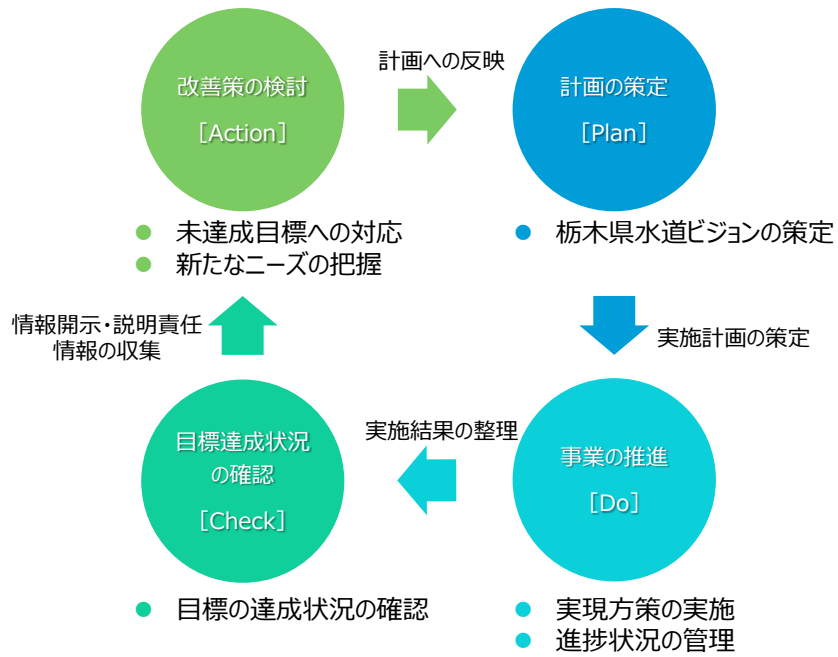 改善策の検討
［Action］
計画への反映
計画の策定
［Plan］
● 未達成目標への対応
● 新たなニーズの把握
● 栃木県水道ビジョンの策定
情報開示・説明責任
情報の収集
実施計画の策定
目標達成状況
の確認
［Check］
実施結果の整理
事業の推進
［Do］
● 目標の達成状況の確認
● 実現方策の実施
● 進捗状況の管理